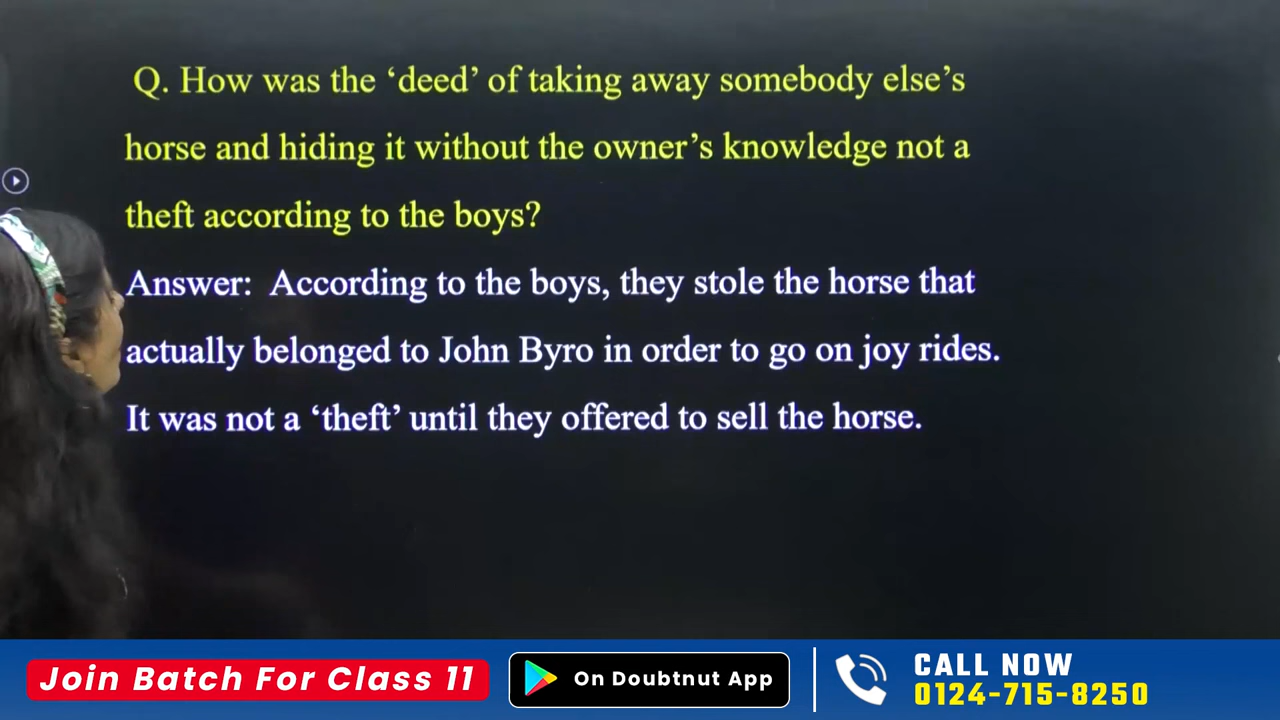 Q. How was the ‘deed’ of taking away somebody else’s
horse and hiding it without the owner’s knowledge not a
theft according to the boys?
Answer:  According to the boys, they stole the horse that
actually belonged to John Byro in order to go on joy rides.
It was not a ‘theft’ until they offered to sell the horse.
Join Batch For Class 11
On Doubtnut App
CALL NOW
0124-715-8250